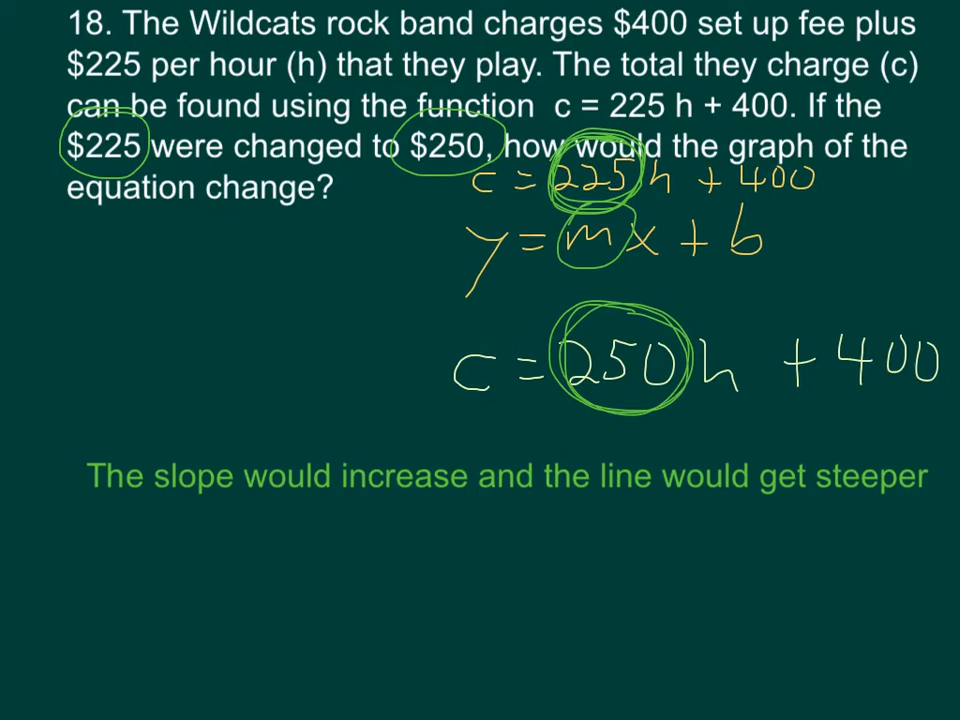 18. The Wildcats rock band charges $400 set up fee plus
$225 per hour (h) that they play. The total they charge (c)
can be found using the function c = 225 h + 400. If the
$225 were changed to $250, how would the graph of the
equation change?
c = 225 h + 400
y = mx + b
c = 250 h + 400
The slope would increase and the line would get steeper